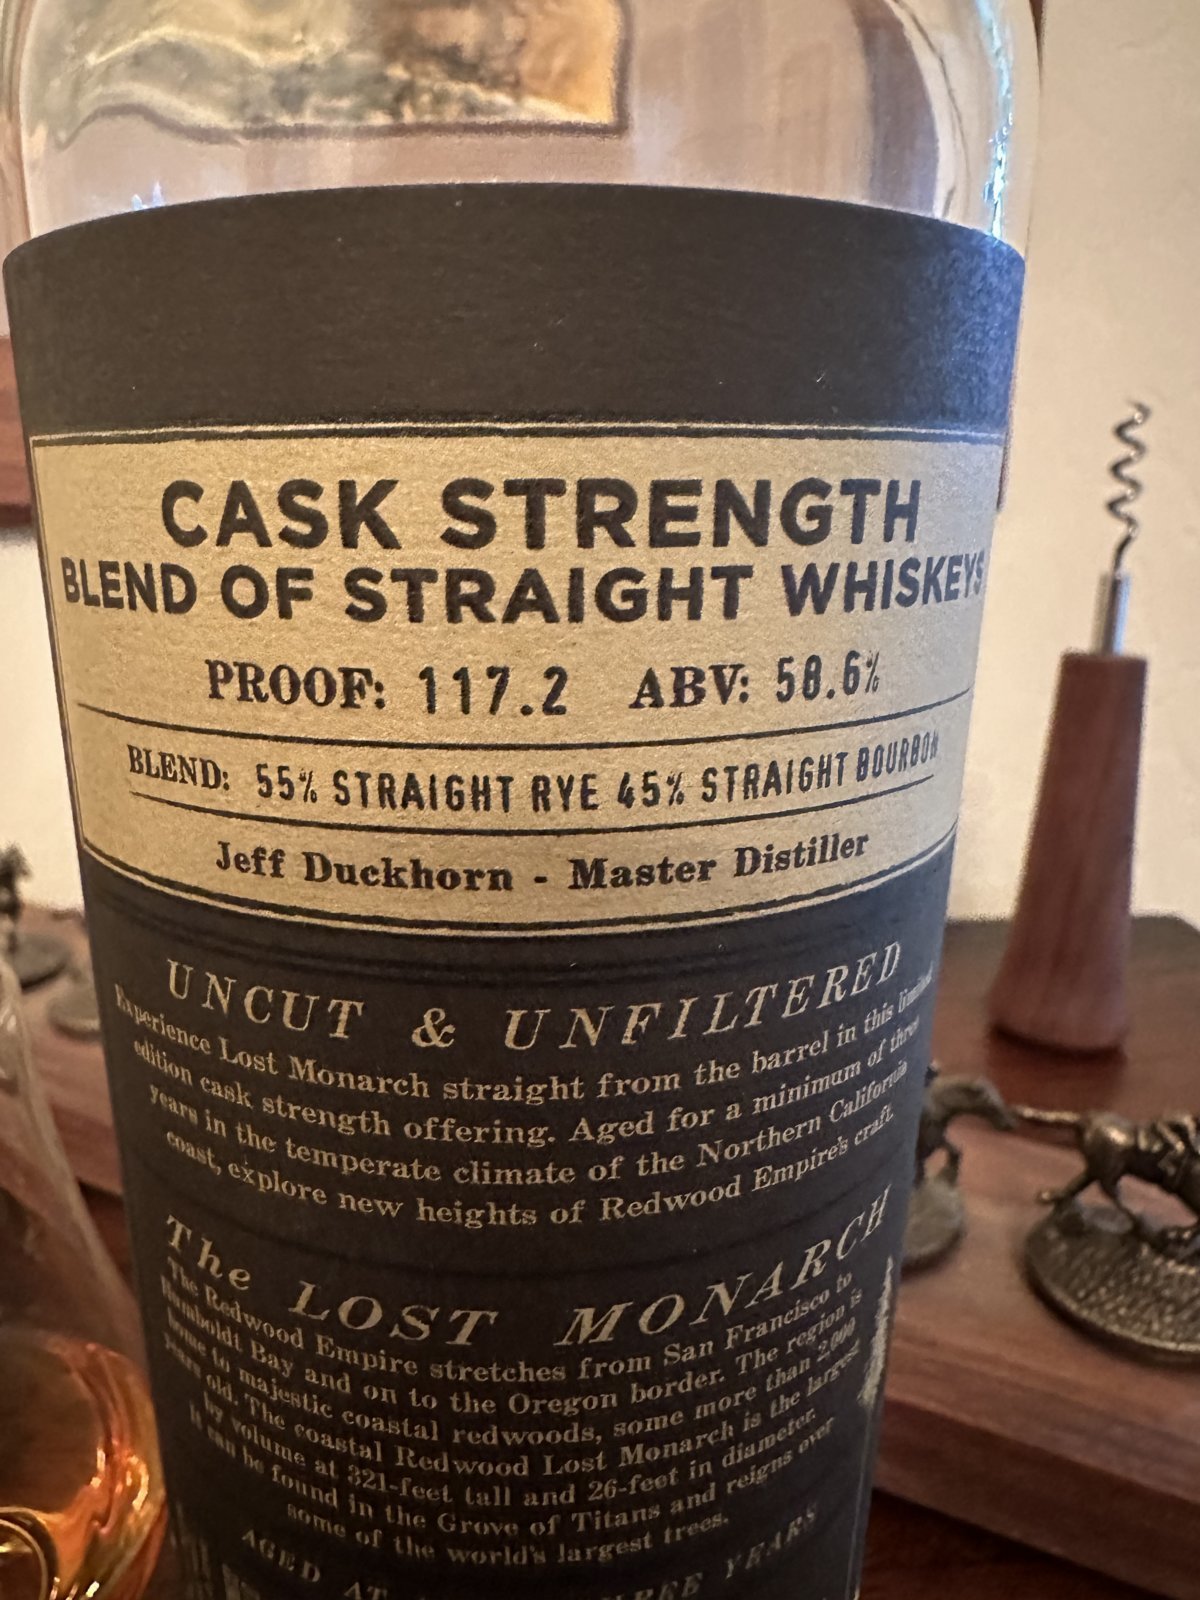 CASK STRENGTH
BLEND OF STRAIGHT WHISKEYS
PROOF: 117.2 ABV: 58.6%
BLEND: 55% STRAIGHT RYE 45% STRAIGHT BOURBON
Jeff Duckhorn - Master Distiller
UNCUT & UNFILTERED
Experience Lost Monarch straight from the barrel in this limited
edition cask strength offering. Aged for a minimum of three
years in the temperate climate of the Northern California
coast, explore new heights of Redwood Empire's craft.
The LOST MONARCH
The Redwood Empire stretches from San Francisco to
Humboldt Bay and on to the Oregon border. The region is
home to majestic coastal redwoods, some more than 2,000
years old. The coastal Redwood Lost Monarch is the largest
by volume at 321-feet tall and 26-feet in diameter.
It can be found in the Grove of Titans and reigns over
some of the world's largest trees.
AGED AT THREE YEARS